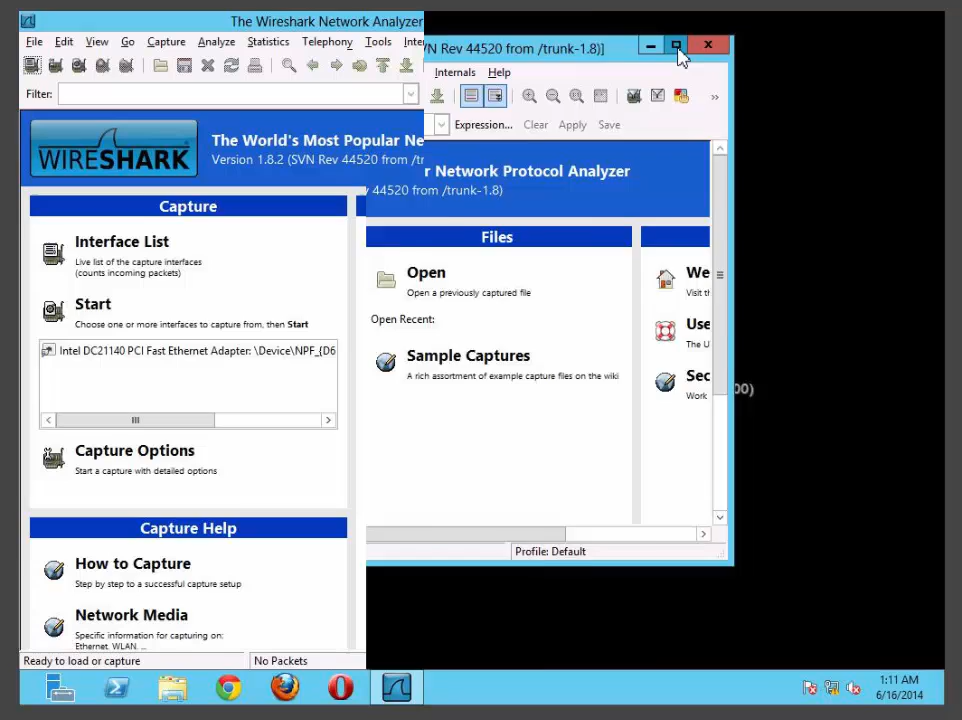 The Wireshark Network Analyzer
VN Rev 44520 from /trunk-1.8)]
File Edit View Go Capture Analyze Statistics Telephony Tools Inte
Internals Help
Filter:
Expression... Clear Apply Save
WIRESHARK
The World's Most Popular Ne
Version 1.8.2 (SVN Rev 44520 from /tr
r Network Protocol Analyzer
44520 from /trunk-1.8)
Capture
Interface List
Live list of the capture interfaces
(counts incoming packets)
Start
Choose one or more interfaces to capture from, then Start
Intel DC21140 PCI Fast Ethernet Adapter: \Device\NPF_{D6
Capture Options
Start a capture with detailed options
Capture Help
How to Capture
Step by step to a successful capture setup
Network Media
Specific information for capturing on:
Ethernet, WLAN, ...
Files
Open
Open a previously captured file
Open Recent:
Sample Captures
A rich assortment of example capture files on the wiki
We
Visit th
Use
The U
Sec
Work
00)
Profile: Default
Ready to load or capture
No Packets
1:11 AM
6/16/2014